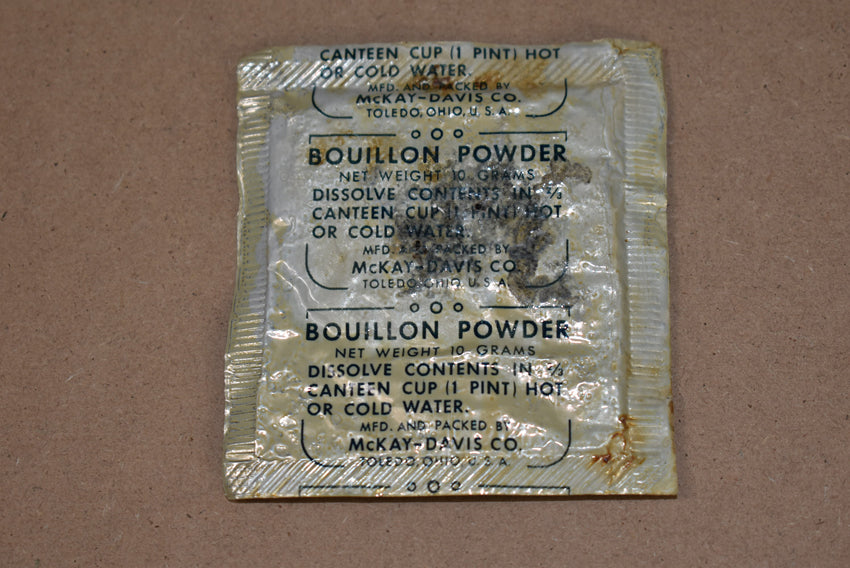 CANTEEN CUP (1 PINT) HOT
OR COLD WATER.
MFD. AND PACKED BY
McKAY-DAVIS CO.
TOLEDO, OHIO, U.S.A.
BOUILLON POWDER
NET WEIGHT 10 GRAMS
DISSOLVE CONTENTS IN 2/3
CANTEEN CUP (1 PINT) HOT
OR COLD WATER.
MFD. AND PACKED BY
McKAY-DAVIS CO.
TOLEDO, OHIO, U.S.A.
BOUILLON POWDER
NET WEIGHT 10 GRAMS
DISSOLVE CONTENTS IN 2/3
CANTEEN CUP (1 PINT) HOT
OR COLD WATER.
MFD. AND PACKED BY
McKAY-DAVIS CO.
TOLEDO, OHIO, U.S.A.